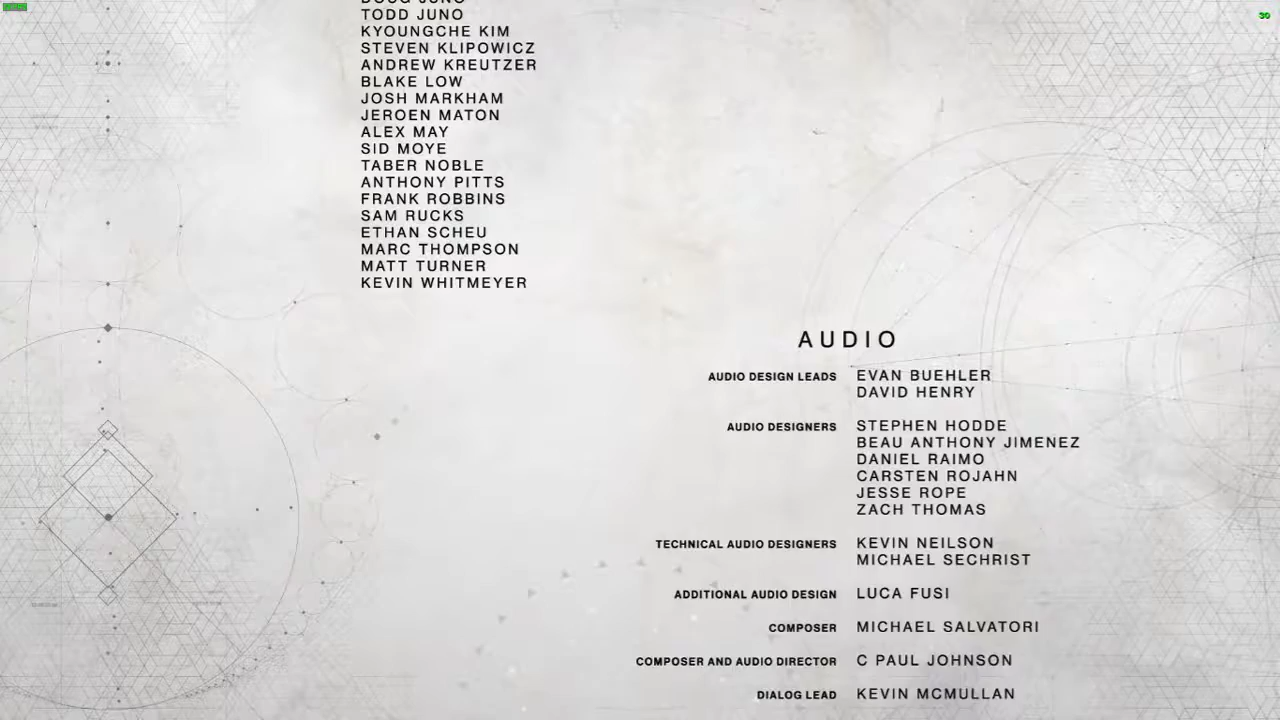 TODD JUNO
KYOUNGCHE KIM
STEVEN KLIPOWICZ
ANDREW KREUTZER
BLAKE LOW
JOSH MARKHAM
JEROEN MATON
ALEX MAY
SID MOYE
TABER NOBLE
ANTHONY PITTS
FRANK ROBBINS
SAM RUCKS
ETHAN SCHEU
MARC THOMPSON
MATT TURNER
KEVIN WHITMEYER
AUDIO
AUDIO DESIGN LEADS EVAN BUEHLER
DAVID HENRY
AUDIO DESIGNERS STEPHEN HODDE
BEAU ANTHONY JIMENEZ
DANIEL RAIMO
CARSTEN ROJAHN
JESSE ROPE
ZACH THOMAS
TECHNICAL AUDIO DESIGNERS KEVIN NEILSON
MICHAEL SECHRIST
ADDITIONAL AUDIO DESIGN LUCA FUSI
COMPOSER MICHAEL SALVATORI
COMPOSER AND AUDIO DIRECTOR C PAUL JOHNSON
DIALOG LEAD KEVIN MCMULLAN
30